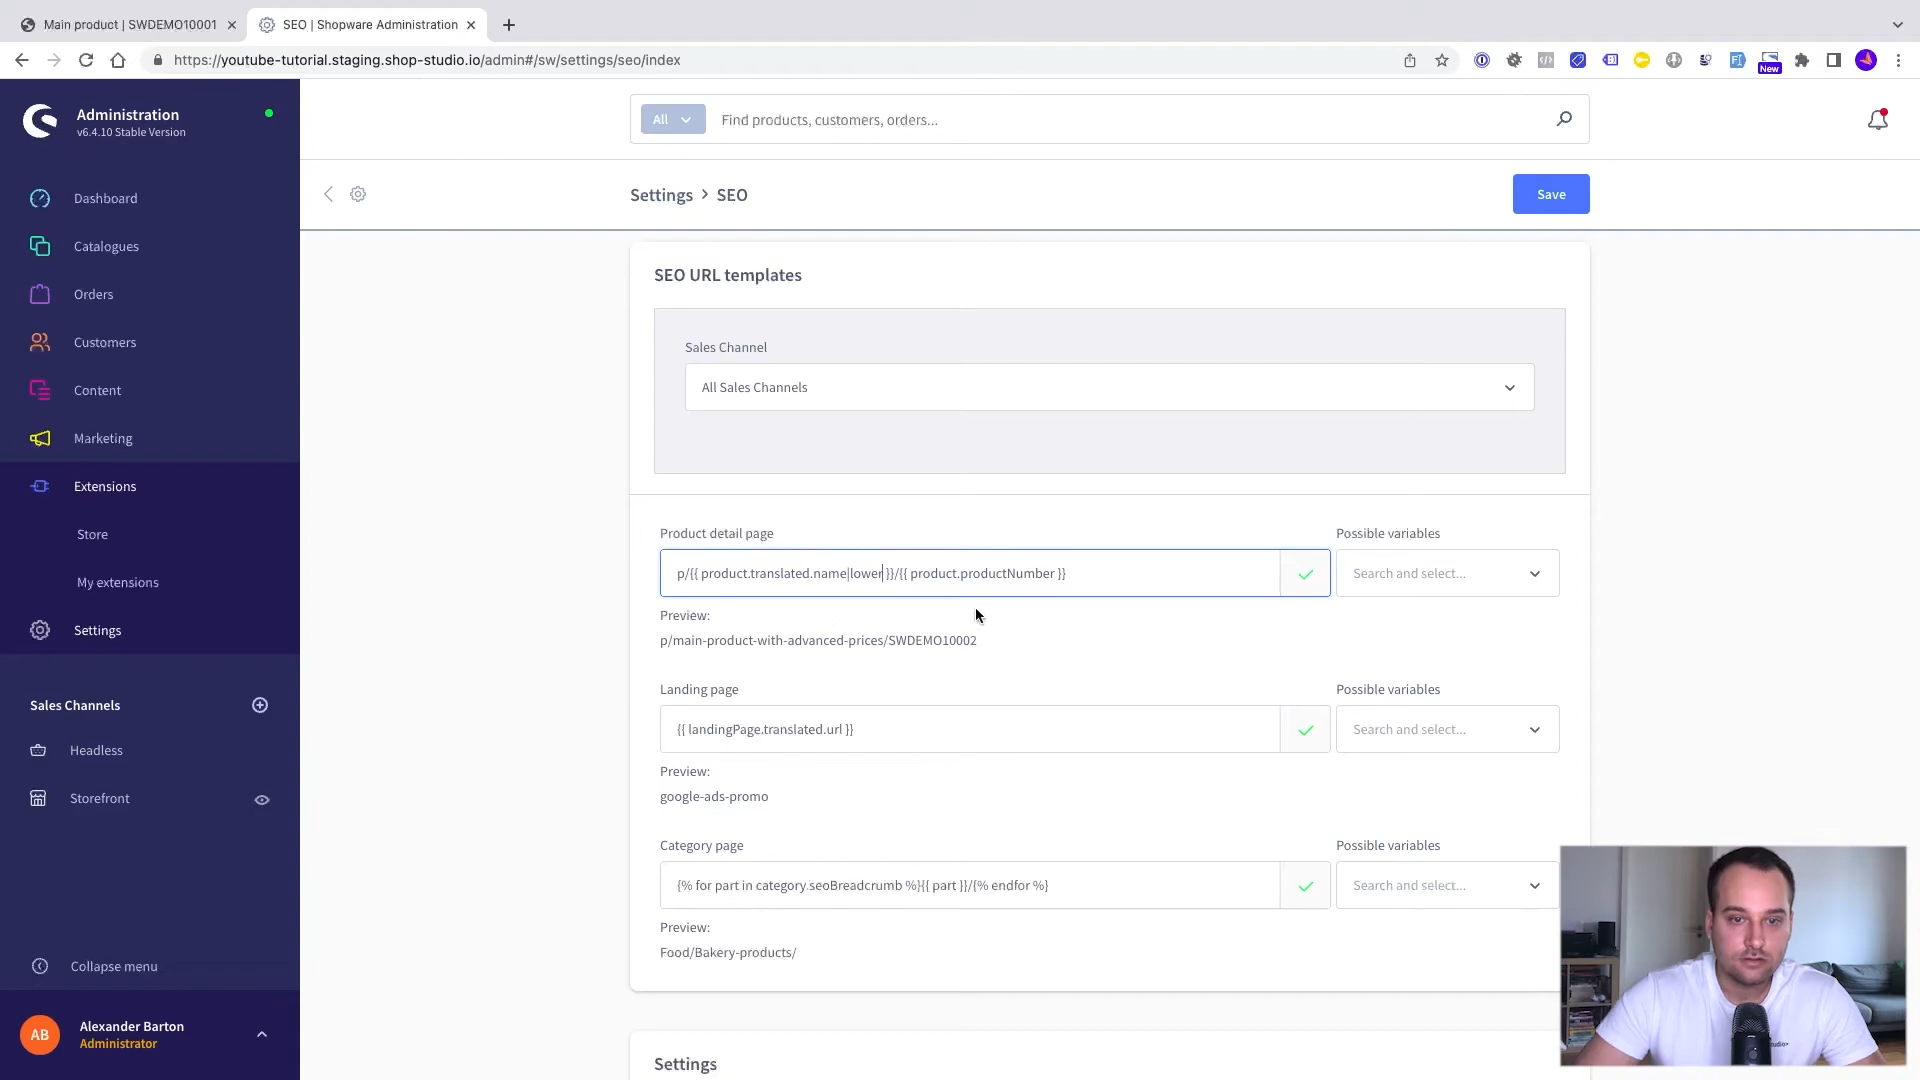 Main product | SWDEMO10001
SEO | Shopware Administration
https://youtube-tutorial.staging.shop-studio.io/admin#/sw/settings/seo/index
New
Administration
v6.4.10 Stable Version
All
Find products, customers, orders...
Settings > SEO
Save
Dashboard
Catalogues
Orders
Customers
Content
Marketing
Extensions
Store
My extensions
Settings
Sales Channels
Headless
Storefront
Collapse menu
AB
Alexander Barton
Administrator
SEO URL templates
Sales Channel
All Sales Channels
Product detail page
Possible variables
p/{{ product.translated.name|lower }}/{{ product.productNumber }}
Search and select...
Preview:
p/main-product-with-advanced-prices/SWDEMO10002
Landing page
Possible variables
{{ landingPage.translated.url }}
Search and select...
Preview:
google-ads-promo
Category page
Possible variables
{% for part in category.seoBreadcrumb %}{{ part }}/{% endfor %}
Search and select...
Preview:
Food/Bakery-products/
Settings